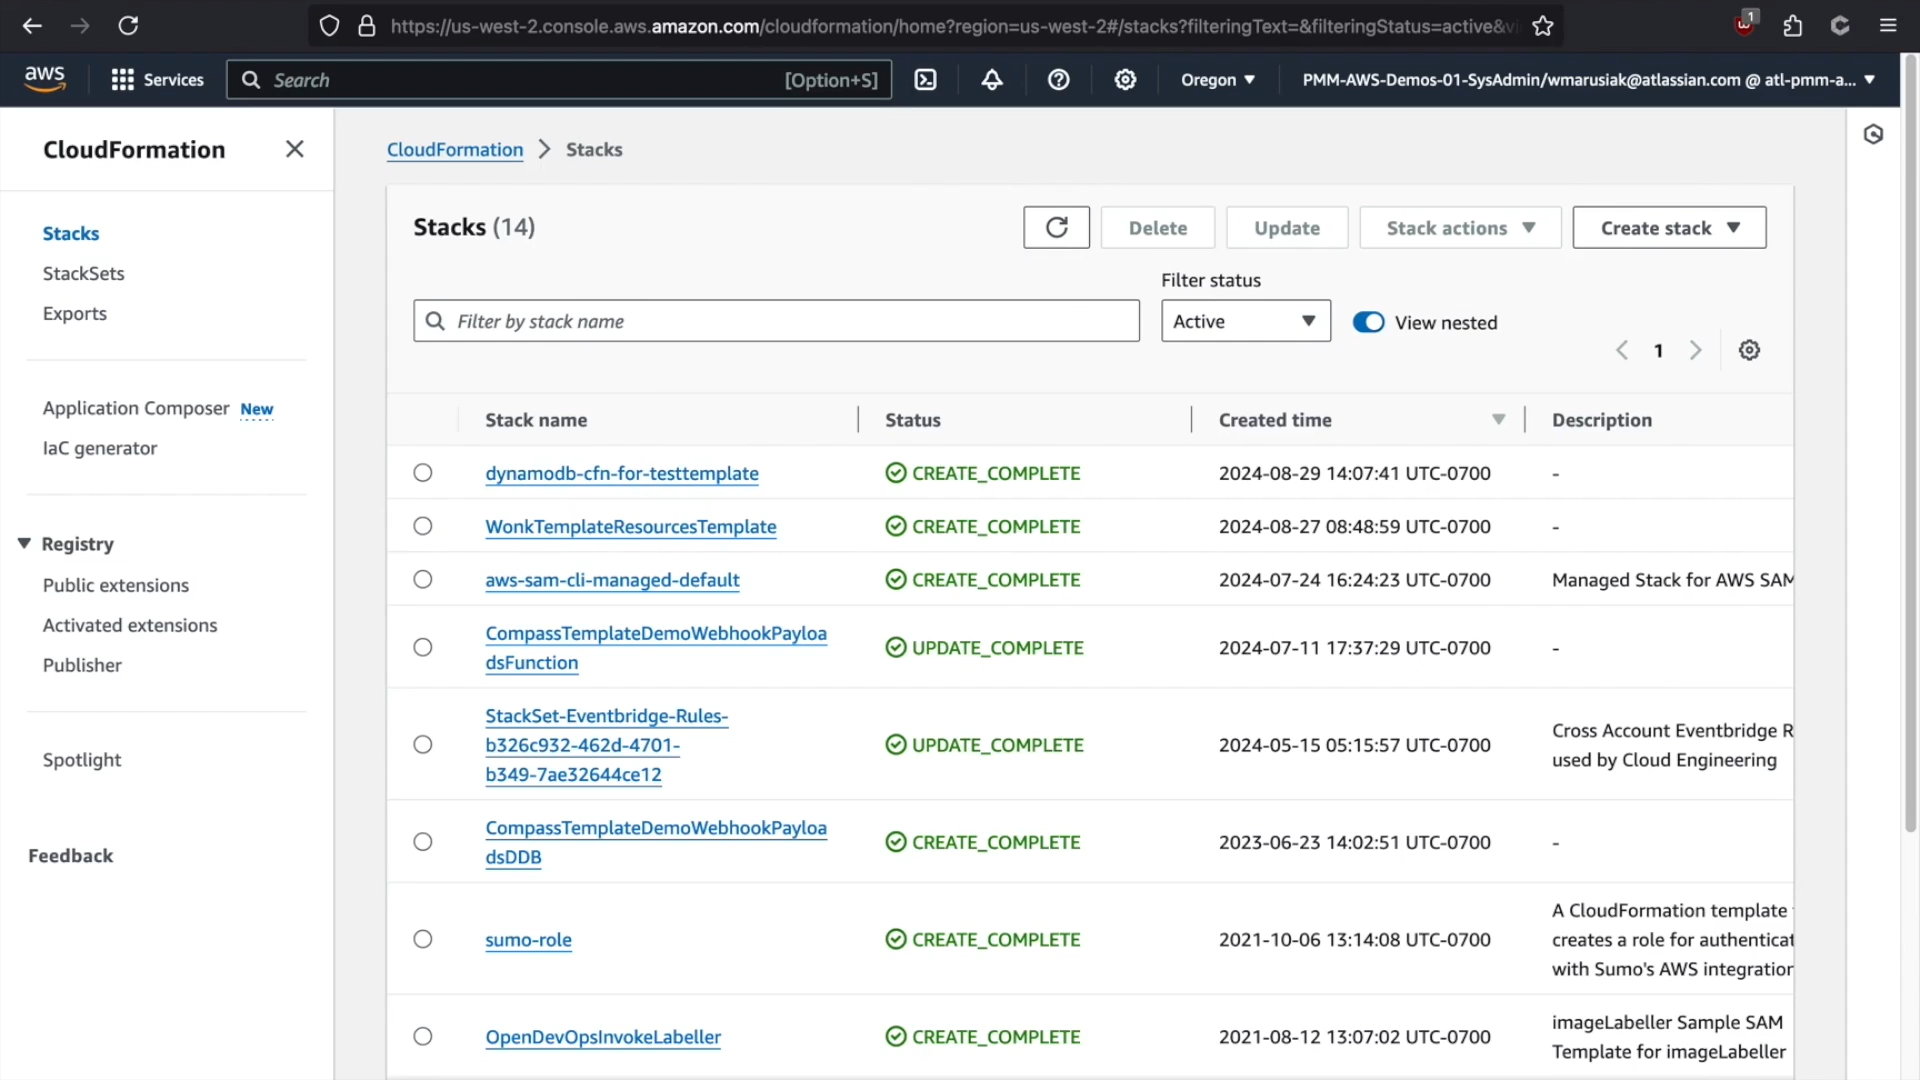 https://us-west-2.console.aws.amazon.com/cloudformation/home?region=us-west-2#/stacks?filteringText=&filteringStatus=active&vi
1
aws
Services
Search
[Option+S]
Oregon
PMM-AWS-Demos-01-SysAdmin/wmarusiak@atlassian.com @ atl-pmm-a...
CloudFormation
Stacks
StackSets
Exports
Application Composer New
IaC generator
Registry
Public extensions
Activated extensions
Publisher
Spotlight
Feedback
CloudFormation > Stacks
Stacks (14)
Delete
Update
Stack actions
Create stack
Filter status
Filter by stack name
Active
View nested
1
Stack name
Status
Created time
Description
dynamodb-cfn-for-testtemplate
CREATE_COMPLETE
2024-08-29 14:07:41 UTC-0700
-
WonkTemplateResourcesTemplate
CREATE_COMPLETE
2024-08-27 08:48:59 UTC-0700
-
aws-sam-cli-managed-default
CREATE_COMPLETE
2024-07-24 16:24:23 UTC-0700
Managed Stack for AWS SAM
CompassTemplateDemoWebhookPayloa
dsFunction
UPDATE_COMPLETE
2024-07-11 17:37:29 UTC-0700
-
StackSet-Eventbridge-Rules-
b326c932-462d-4701-
b349-7ae32644ce12
UPDATE_COMPLETE
2024-05-15 05:15:57 UTC-0700
Cross Account Eventbridge R
used by Cloud Engineering
CompassTemplateDemoWebhookPayloa
dsDDB
CREATE_COMPLETE
2023-06-23 14:02:51 UTC-0700
-
sumo-role
CREATE_COMPLETE
2021-10-06 13:14:08 UTC-0700
A CloudFormation template
creates a role for authenticat
with Sumo's AWS integration
OpenDevOpsInvokeLabeller
CREATE_COMPLETE
2021-08-12 13:07:02 UTC-0700
imageLabeller Sample SAM
Template for imageLabeller